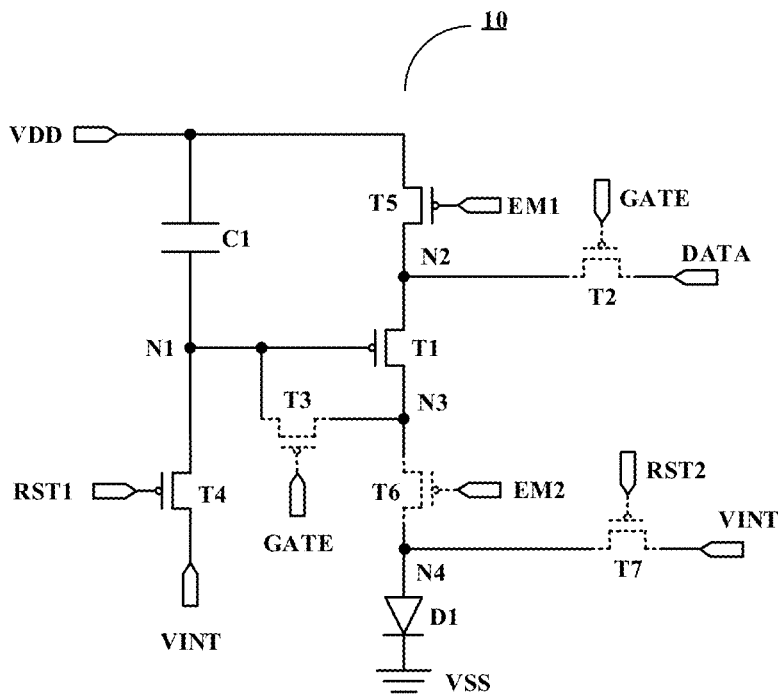 10
VDD
T5
EM1
GATE
C1
N2
DATA
T2
N1
T1
T3
N3
RST1
T4
T6
EM2
RST2
GATE
VINT
N4
T7
VINT
D1
VSS